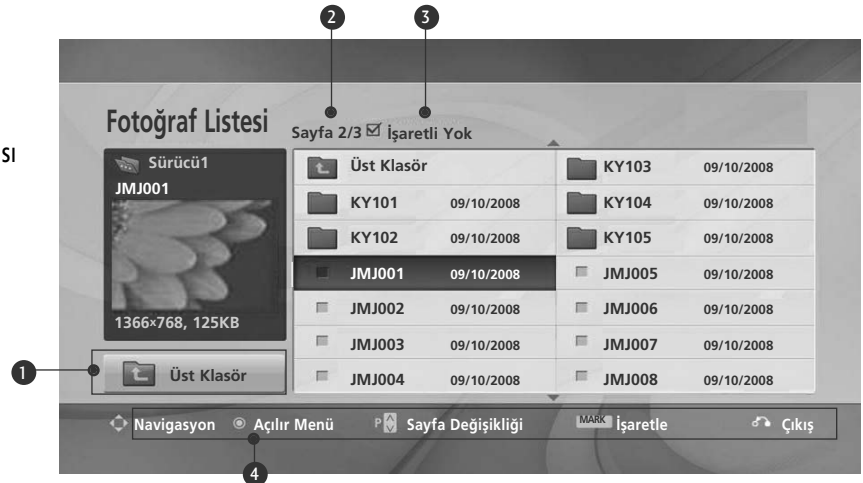 2 3
Fotoğraf Listesi
Sayfa 2/3 İşaretli Yok
SI
Sürücü1
JMJ001
1366×768, 125KB
1
Üst Klasör
Üst Klasör
KY101 09/10/2008
KY102 09/10/2008
JMJ001 09/10/2008
JMJ002 09/10/2008
JMJ003 09/10/2008
JMJ004 09/10/2008
KY103 09/10/2008
KY104 09/10/2008
KY105 09/10/2008
JMJ005 09/10/2008
JMJ006 09/10/2008
JMJ007 09/10/2008
JMJ008 09/10/2008
Navigasyon Açılır Menü P Sayfa Değişikliği MARK İşaretle Çıkış
4